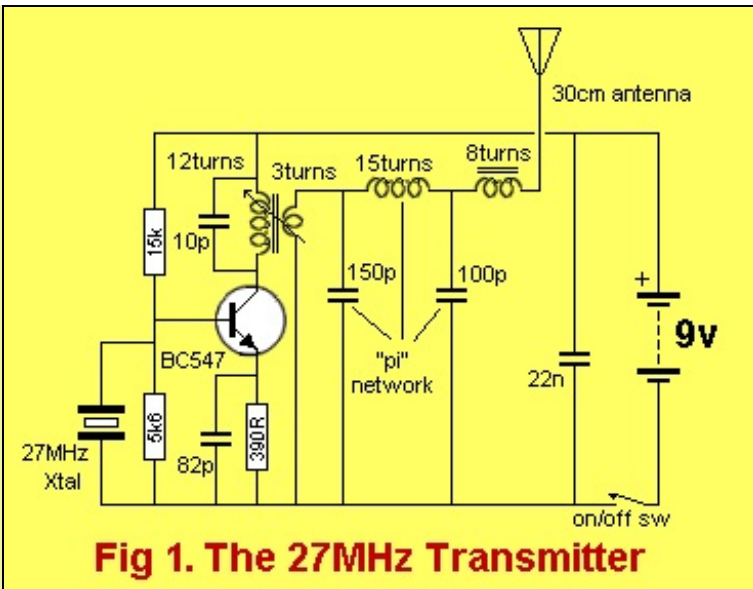 30cm antenna
12turns
3turns
15turns
8turns
15k
10p
150p
100p
+
9v
BC547
"pi"
network
22n
27MHz
Xtal
5k6
82p
390R
on/off sw
Fig 1. The 27MHz Transmitter